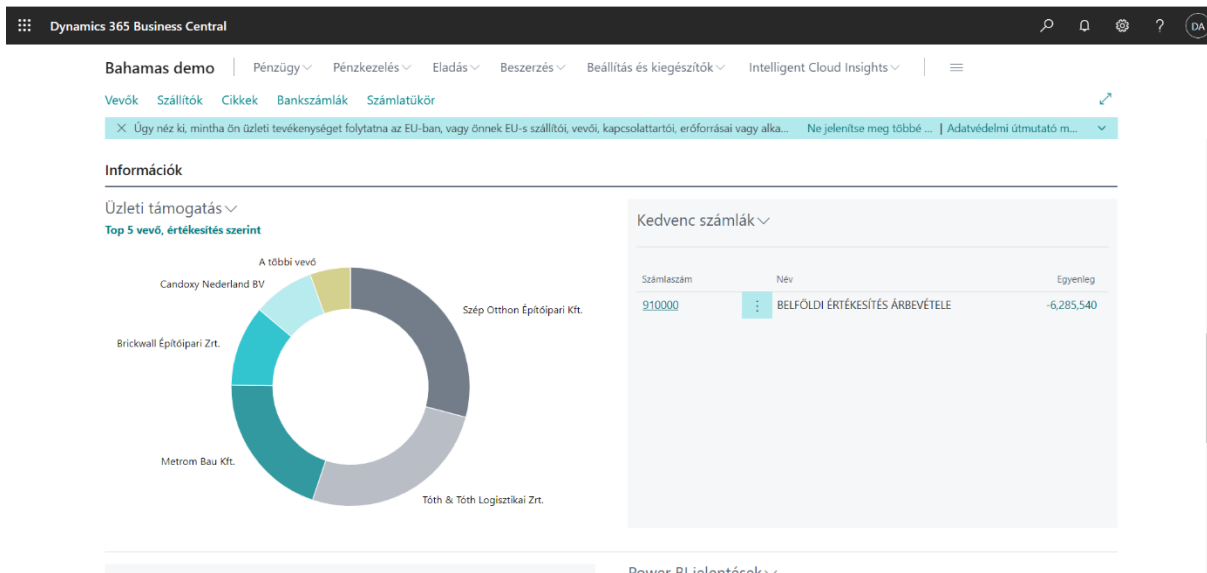 Dynamics 365 Business Central
DA
Bahamas demo
Pénzügy
Pénzkezelés
Eladás
Beszerzés
Beállítás és kiegészítők
Intelligent Cloud Insights
Vevők
Szállítók
Cikkek
Bankszámlák
Számlatükör
Úgy néz ki, mintha ön üzleti tevékenységet folytatna az EU-ban, vagy önnek EU-s szállítói, vevői, kapcsolattartói, erőforrásai vagy alka...
Ne jelenítse meg többé ... | Adatvédelmi útmutató m...
Információk
Üzleti támogatás
Top 5 vevő, értékesítés szerint
A többi vevő
Candoxy Nederland BV
Szép Otthon Építőipari Kft.
Brickwall Építőipari Zrt.
Metrom Bau Kft.
Tóth & Tóth Logisztikai Zrt.
Kedvenc számlák
Számlaszám
Név
Egyenleg
910000
BELFÖLDI ÉRTÉKESÍTÉS ÁRBEVÉTELE
-6,285,540
Power BI jelentések